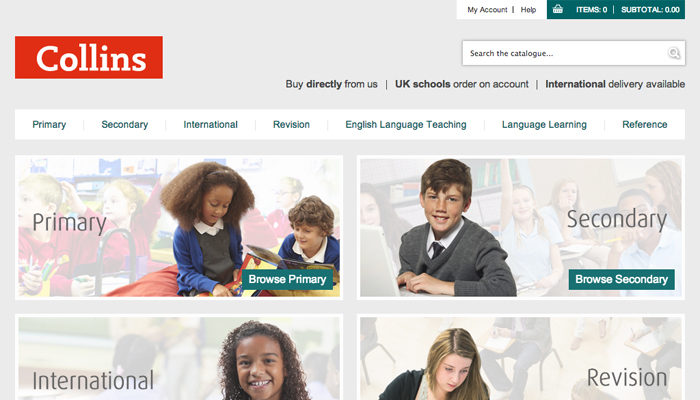 My Account | Help ITEMS: 0 | SUBTOTAL: 0.00
Collins
Search the catalogue...
Buy directly from us | UK schools order on account | International delivery available
Primary Secondary International Revision English Language Teaching Language Learning Reference
Primary
Browse Primary
Secondary
Browse Secondary
International
Revision